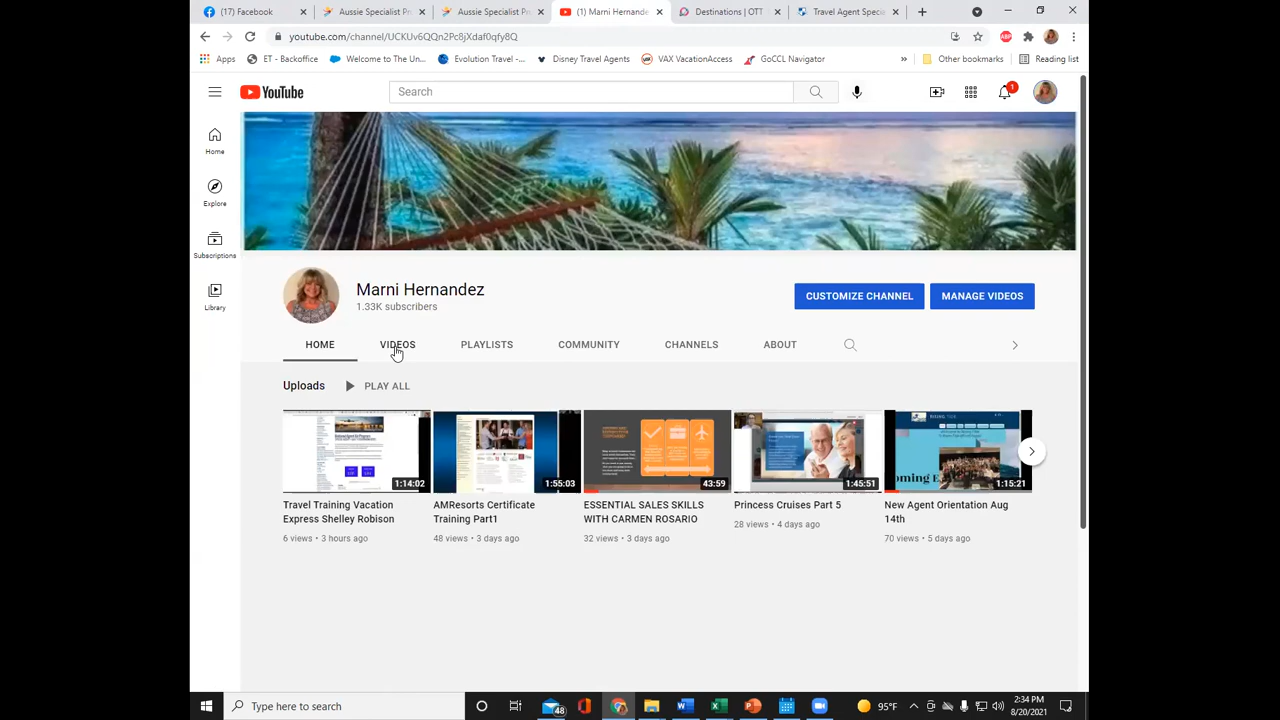 (17) Facebook
Aussie Specialist Pr
Aussie Specialist Pr
(1) Marni Hernande
Destinations | OTT
Travel Agent Speci
youtube.com/channel/UCKUv6QQn2Pc8jXdaf0qfy8Q
ABP
Apps
ET - Backoffice
Welcome to The Un...
Evolution Travel -...
Disney Travel Agents
VAX VacationAccess
GoCCL Navigator
»
Other bookmarks
Reading list
YouTube
Search
1
Home
Explore
Subscriptions
Library
Marni Hernandez
1.33K subscribers
CUSTOMIZE CHANNEL
MANAGE VIDEOS
HOME
VIDEOS
PLAYLISTS
COMMUNITY
CHANNELS
ABOUT
Uploads
PLAY ALL
1:14:02
1:55:03
43:59
1:45:51
1:15:21
Travel Training Vacation
Express Shelley Robison
6 views • 3 hours ago
AMResorts Certificate
Training Part1
48 views • 3 days ago
ESSENTIAL SALES SKILLS
WITH CARMEN ROSARIO
32 views • 3 days ago
Princess Cruises Part 5
28 views • 4 days ago
New Agent Orientation Aug
14th
70 views • 5 days ago
Type here to search
48
95°F
2:34 PM
8/20/2021